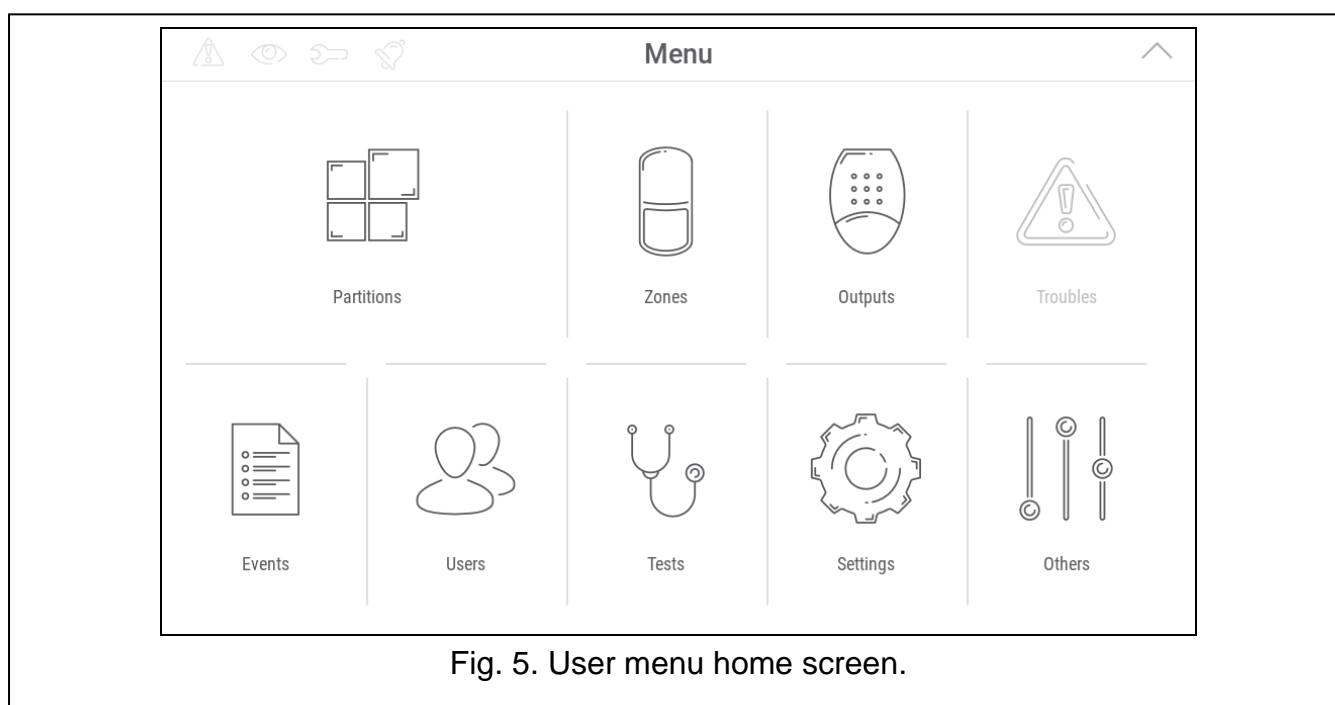 Menu
Partitions
Zones
Outputs
Troubles
Events
Users
Tests
Settings
Others
Fig. 5. User menu home screen.